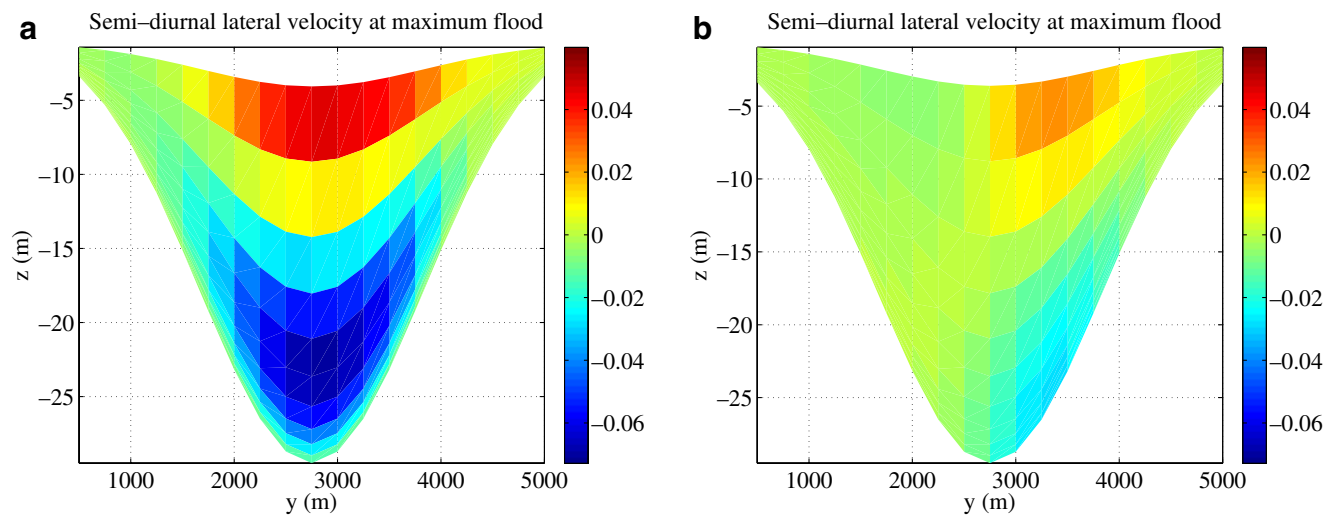 a
Semi–diurnal lateral velocity at maximum flood
z (m)
−5
−10
−15
−20
−25
1000 2000 3000 4000 5000
y (m)
0.04
0.02
0
−0.02
−0.04
−0.06
b
Semi–diurnal lateral velocity at maximum flood
z (m)
−5
−10
−15
−20
−25
1000 2000 3000 4000 5000
y (m)
0.04
0.02
0
−0.02
−0.04
−0.06